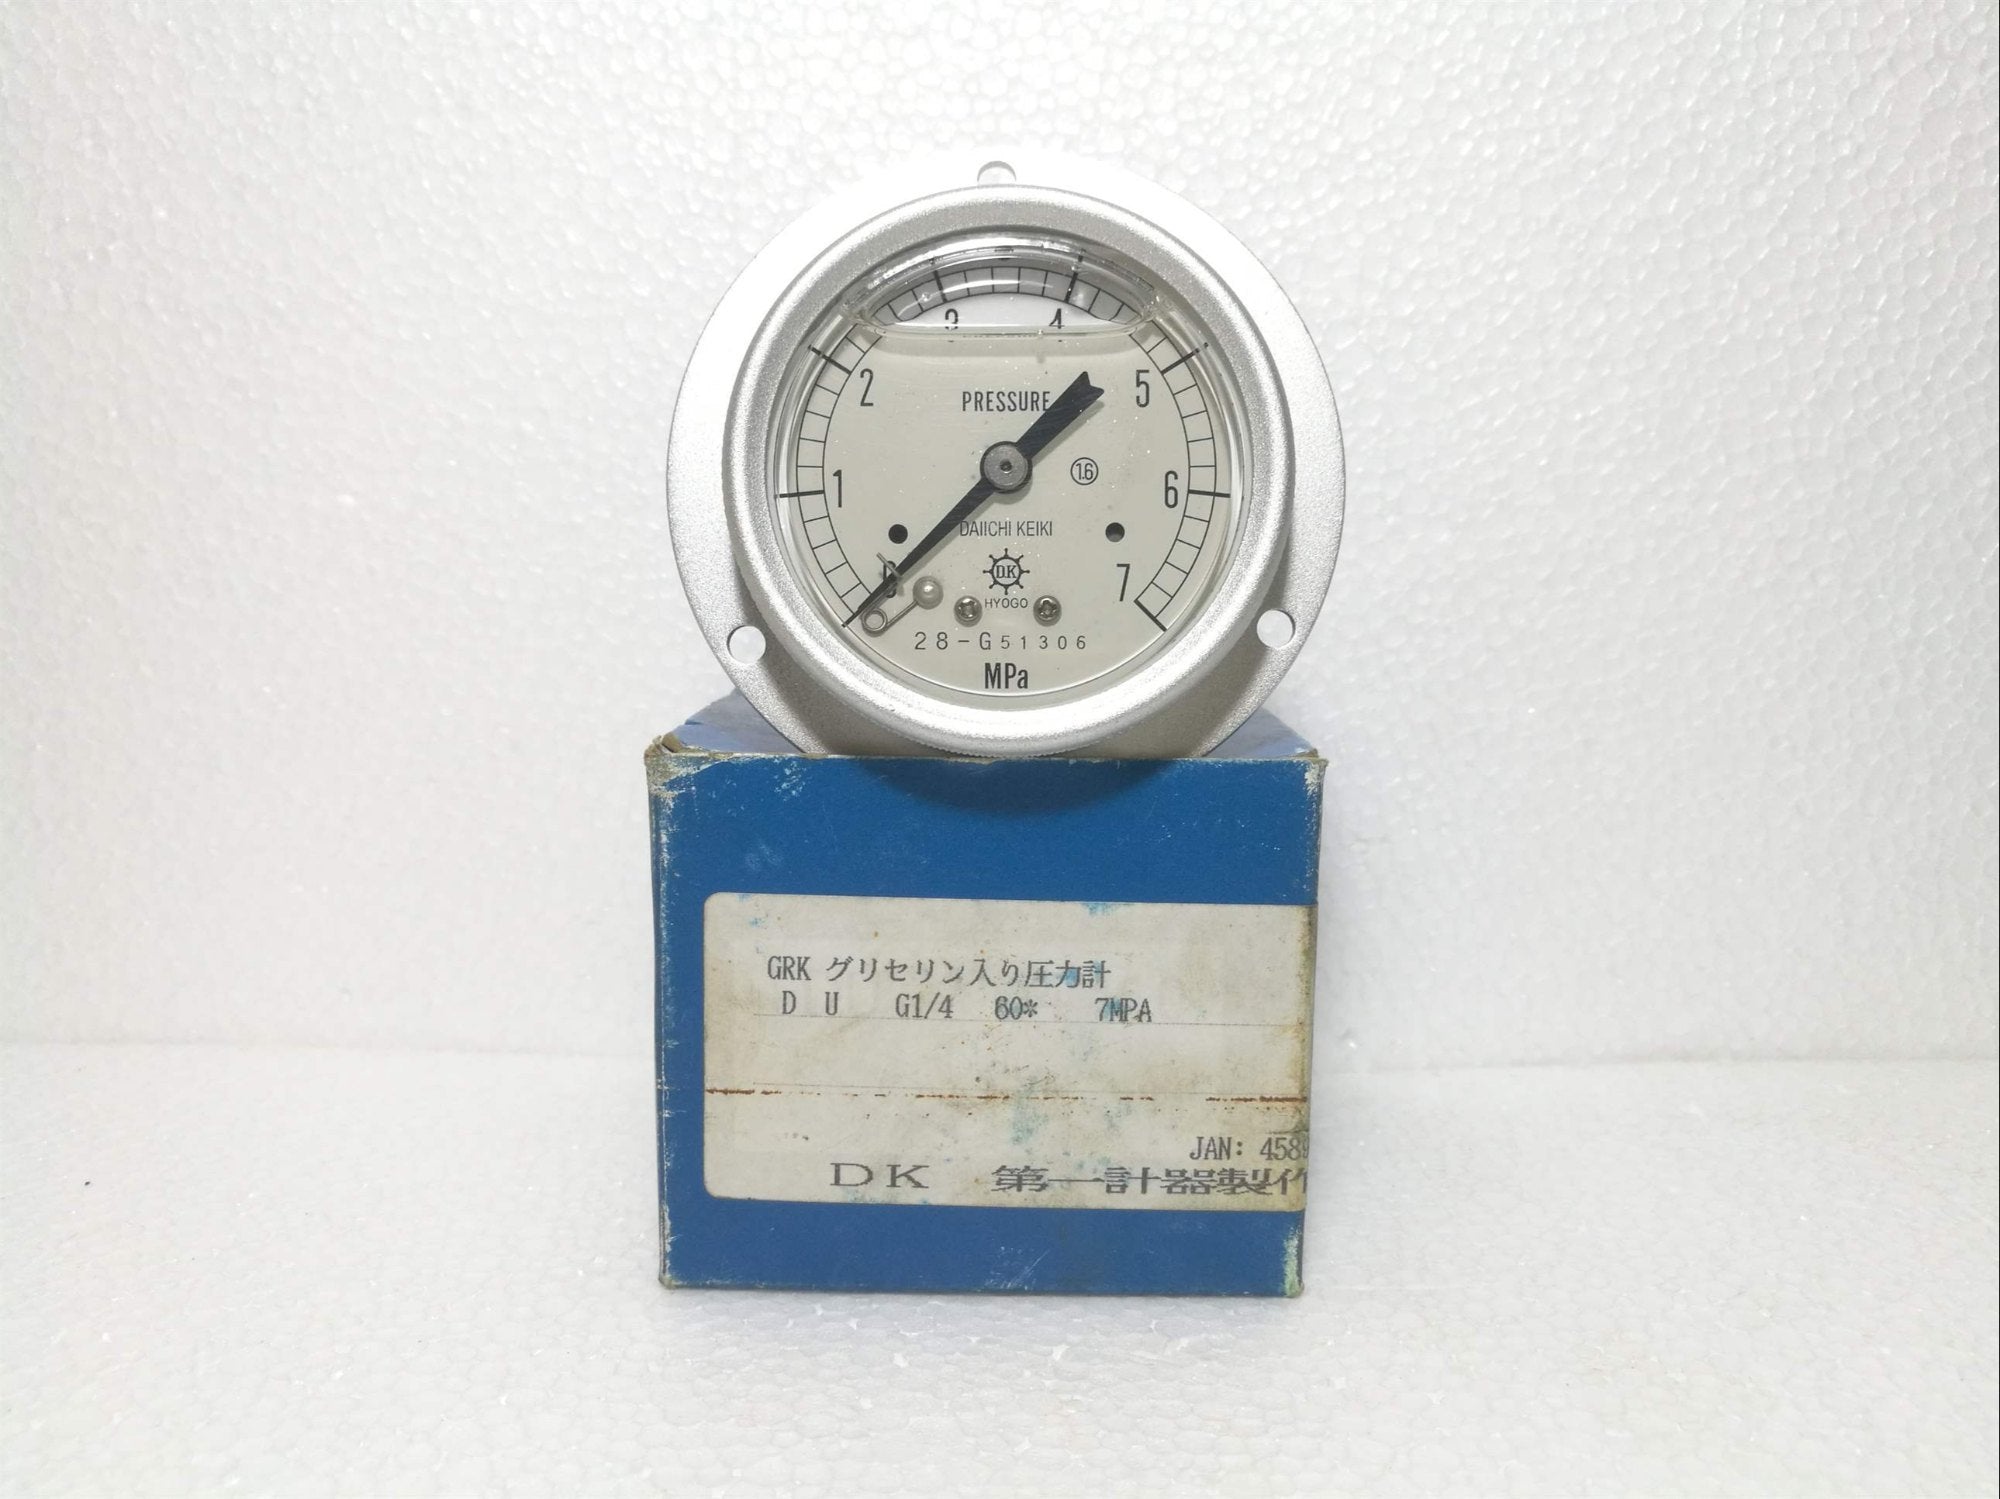 3 4
2 5
PRESSURE
1 6
1.6
DAIICHI KEIKI
DK
0 7
HYOGO
28-G51306
MPa
GRK グリセリン入り圧力計
D U G1/4 60* 7MPA
JAN: 4589
DK 第一計器製作